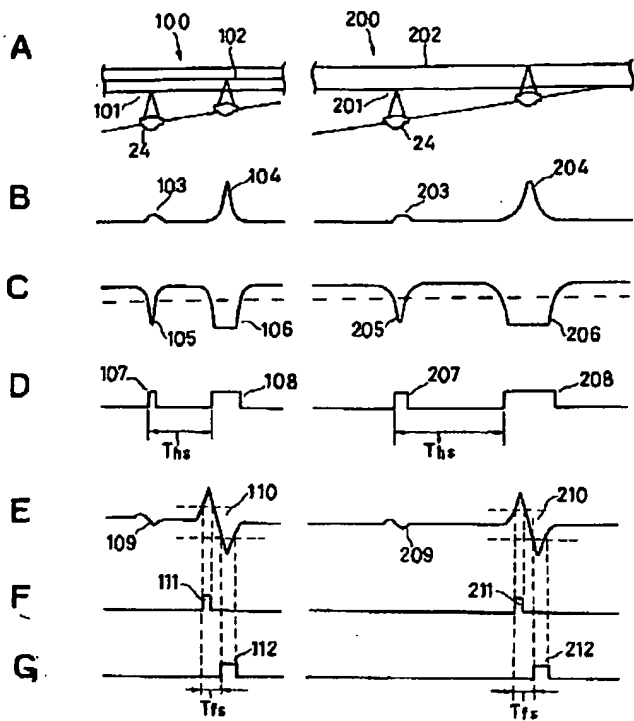 A 100 102 200 202
101 24 201 24
B 103 104 203 204
C 105 106 205 206
D 107 108 207 208
Ths Ths
E 110 210
109 209
F 111 211
G 112 212
Tfs Tfs